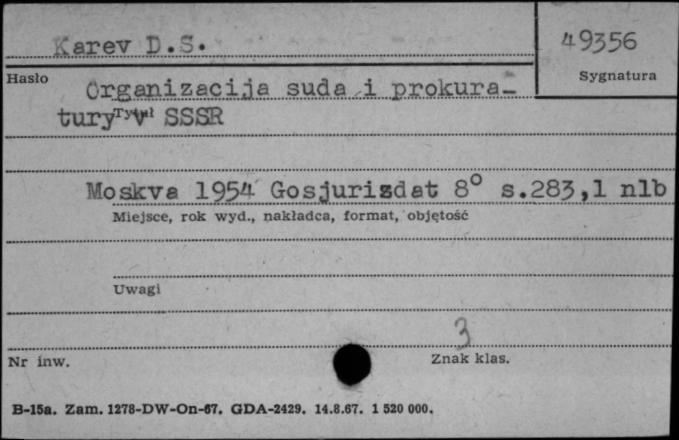 Karev D.S.
49356
Hasło
Sygnatura
Organizacija suda i prokura-
tury v SSSR
Tytuł
Moskva 1954 Gosjurizdat 8° s.283,1 nlb
Miejsce, rok wyd., nakładca, format, objętość
Uwagi
3
Nr inw.
Znak klas.
B-15a. Zam. 1278-DW-On-67. GDA-2429. 14.8.67. 1 520 000.